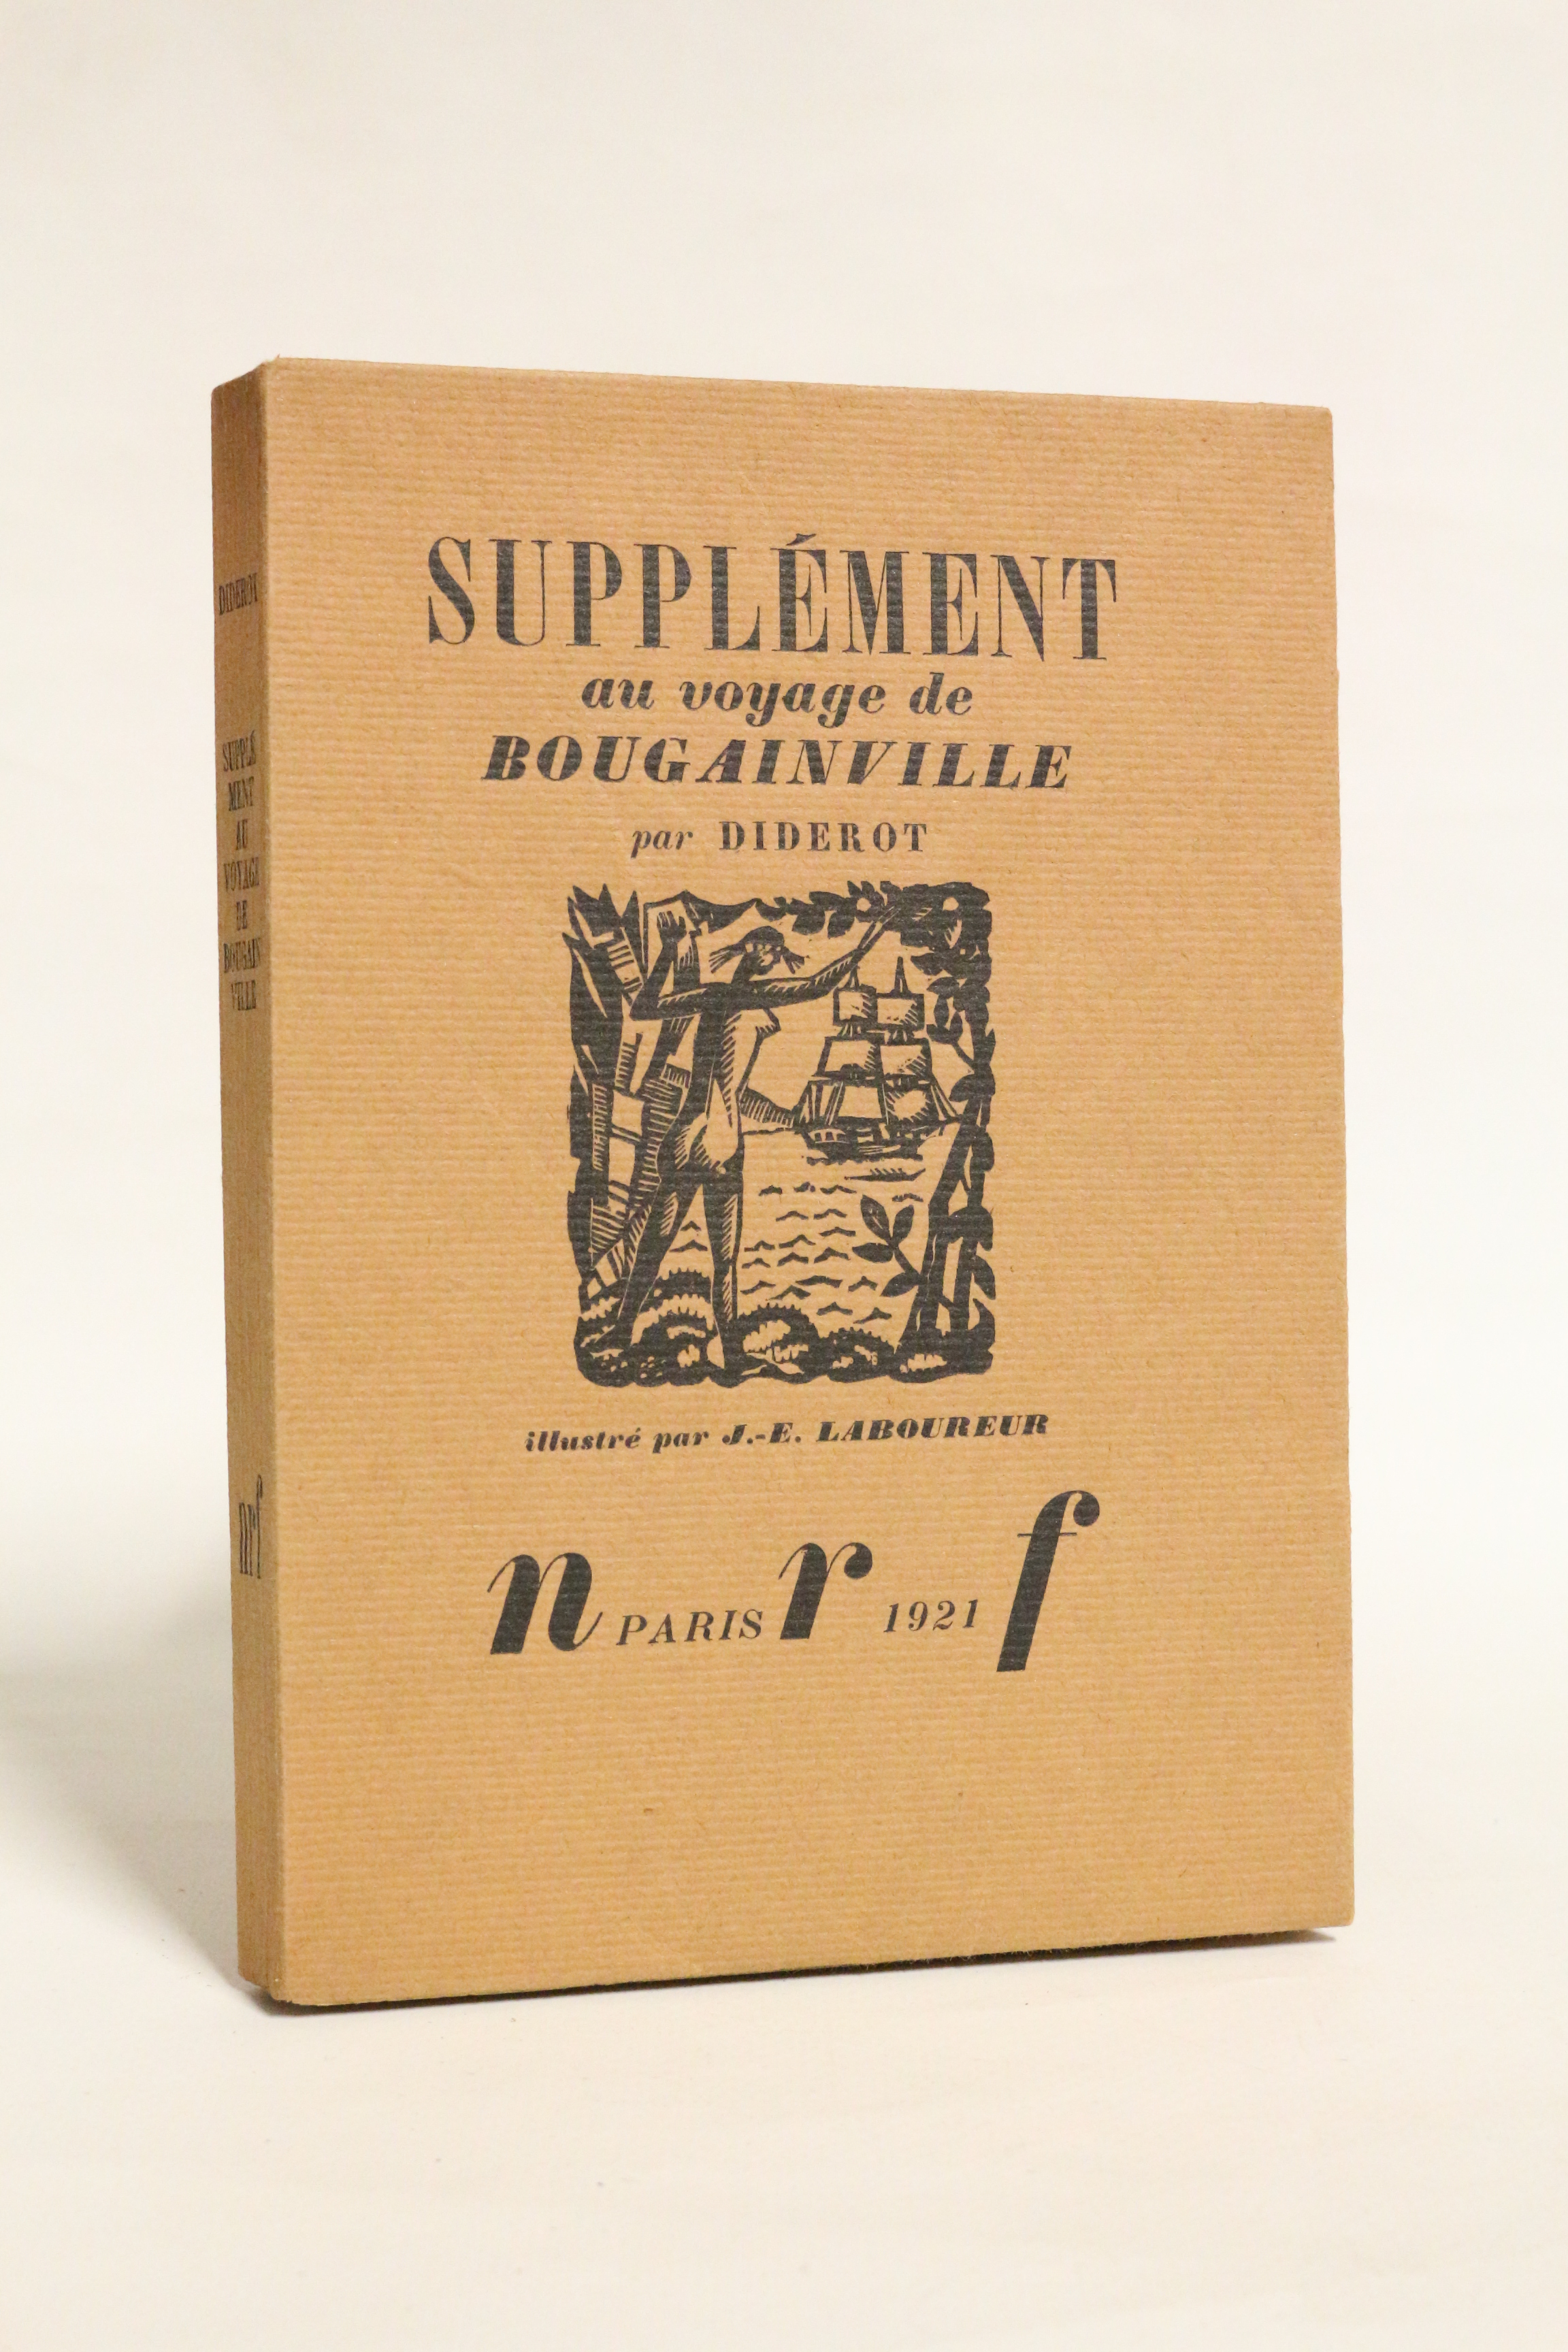 SUPPLÉMENT
au voyage de
BOUGAINVILLE
par DIDEROT
illustré par J.-E. LABOUREUR
n PARIS r 1921 f
DIDEROT
SUPPLÉ
MENT
AU
VOYAGE
DE
BOUGAIN
VILLE
nrf